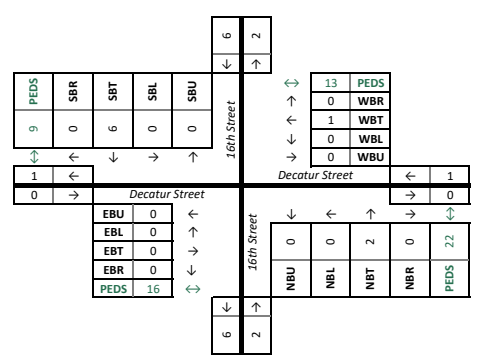 6 2
↓ ↑
PEDS SBR SBT SBL SBU
9 0 6 0 0
↕ ← ↓ → ↑
16th Street
↔ 13 PEDS
↑ 0 WBR
← 1 WBT
↓ 0 WBL
→ 0 WBU
1 ←
Decatur Street
← 1
0 →
Decatur Street
→ 0
EBU 0 ←
EBL 0 ↑
EBT 0 →
EBR 0 ↓
PEDS 16 ↔
16th Street
↓ ← ↑ → ↕
0 0 2 0 22
NBU NBL NBT NBR PEDS
↓ ↑
6 2